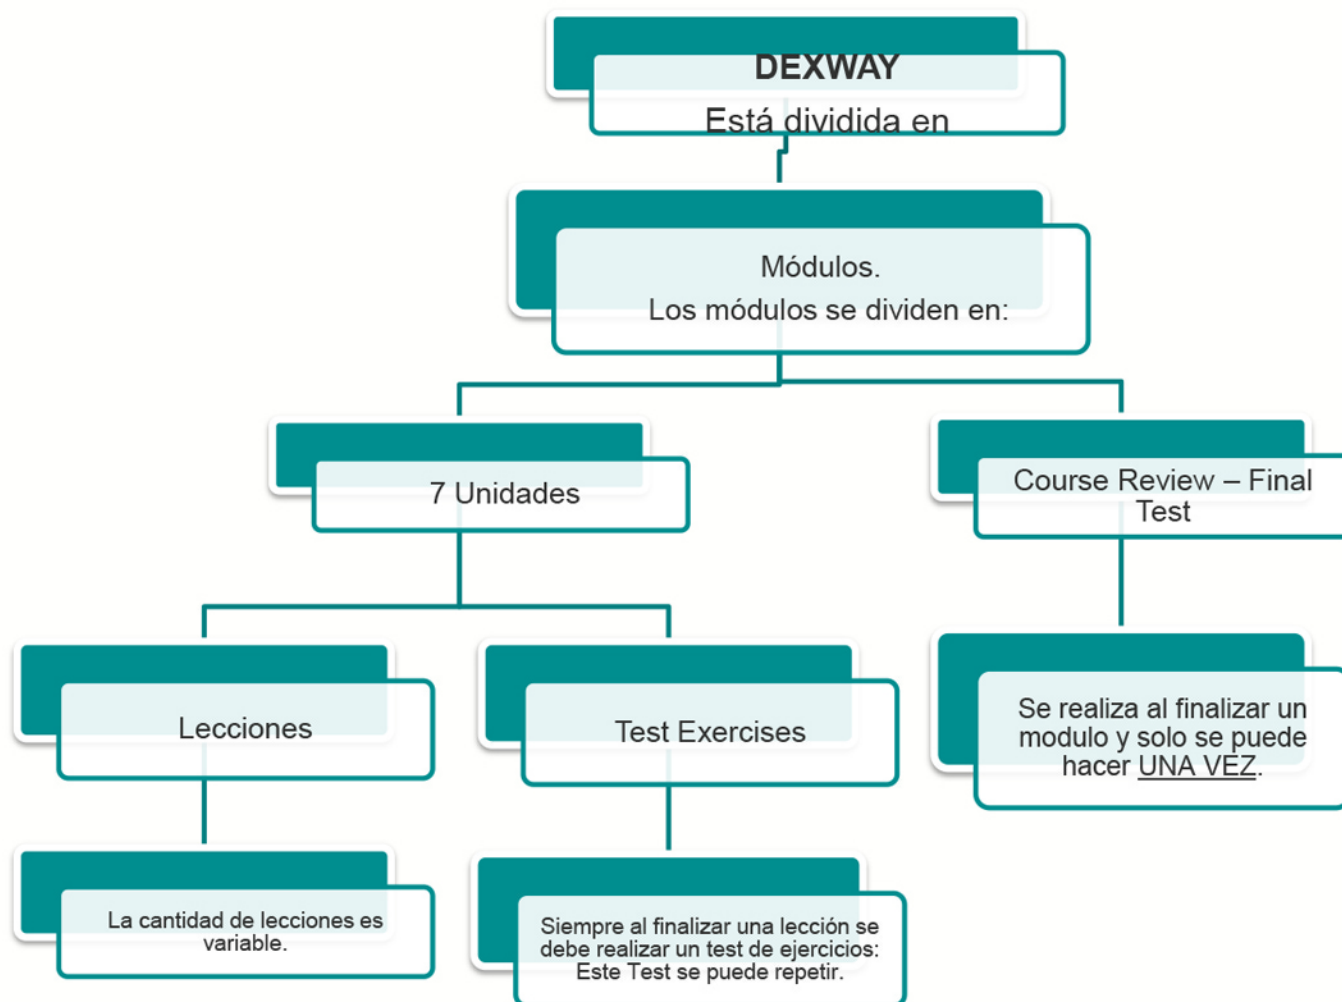 DEXWAY
Está dividida en
Módulos.
Los módulos se dividen en:
7 Unidades
Course Review – Final
Test
Lecciones
Test Exercises
Se realiza al finalizar un
modulo y solo se puede
hacer UNA VEZ.
La cantidad de lecciones es
variable.
Siempre al finalizar una lección se
debe realizar un test de ejercicios:
Este Test se puede repetir.